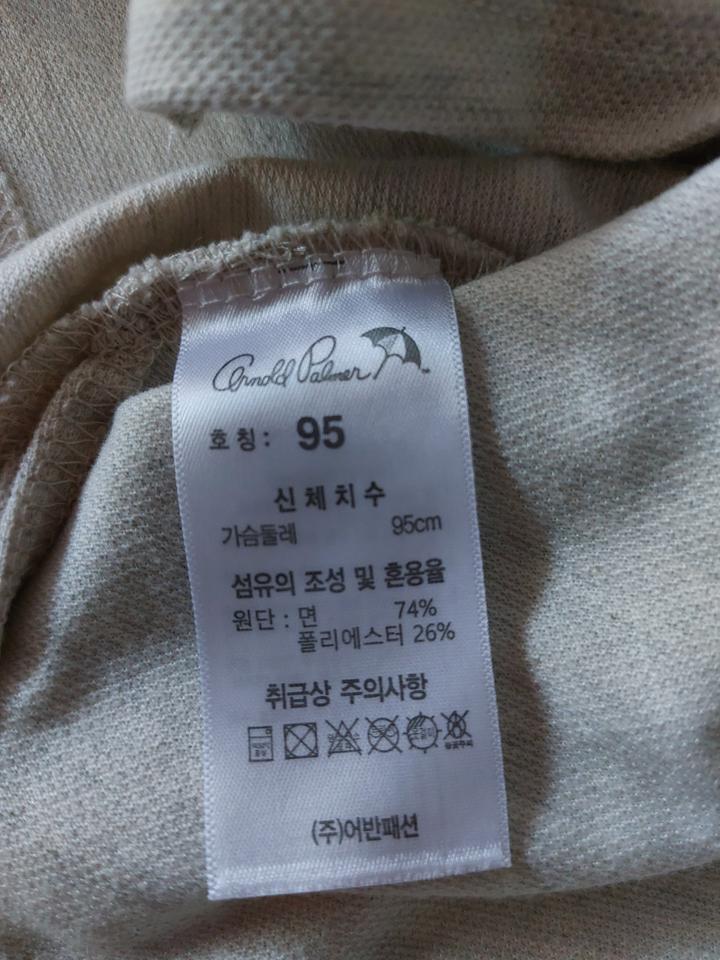 Arnold Palmer
호칭: 95
신체치수
가슴둘레 95cm
섬유의 조성 및 혼용율
원단 : 면 74%
폴리에스터 26%
취급상 주의사항
(주)어반패션